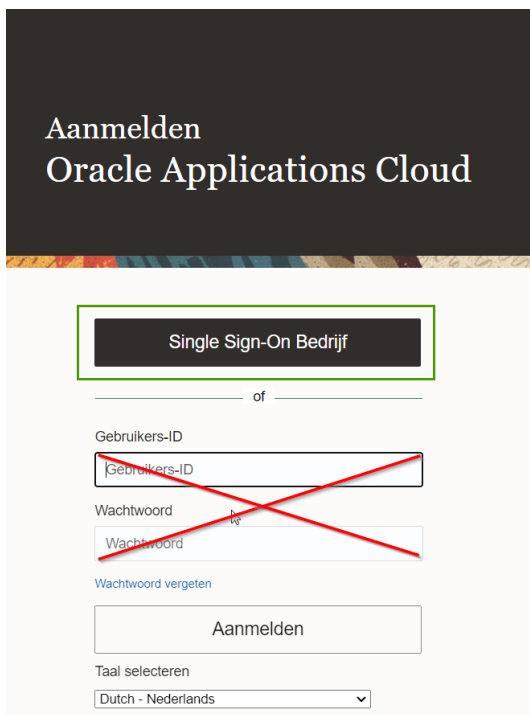 Aanmelden
Oracle Applications Cloud
Single Sign-On Bedrijf
of
Gebruikers-ID
Gebruikers-ID
Wachtwoord
Wachtwoord
Wachtwoord vergeten
Aanmelden
Taal selecteren
Dutch - Nederlands